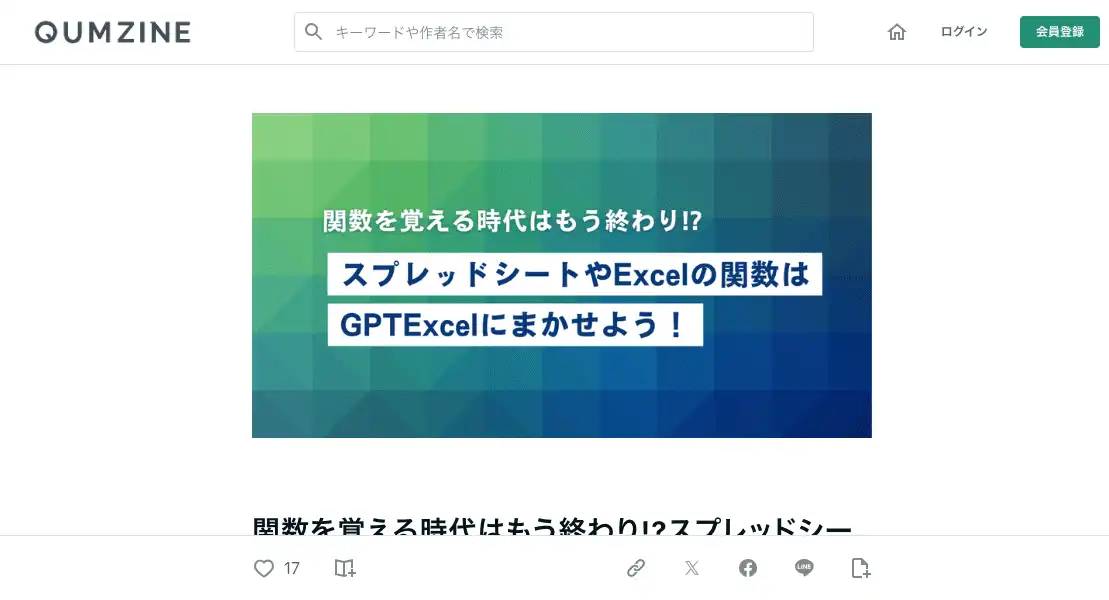 QUMZINE
キーワードや作者名で検索
ログイン
会員登録
関数を覚える時代はもう終わり!?
スプレッドシートやExcelの関数は
GPTExcelにまかせよう！
関数を覚える時代はもう終わり!?スプレッドシー
17
LINE